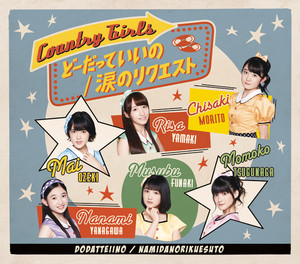 Country Girls
どーだっていいの
/涙のリクエスト
Chisaki
MORITO
Risa
YAMAKI
Mai
OZEKI
Musubu
FUNAKI
Momoko
TSUGUNAGA
Nanami
YANAGAWA
DODATTEIINO / NAMIDANORIKUESUTO